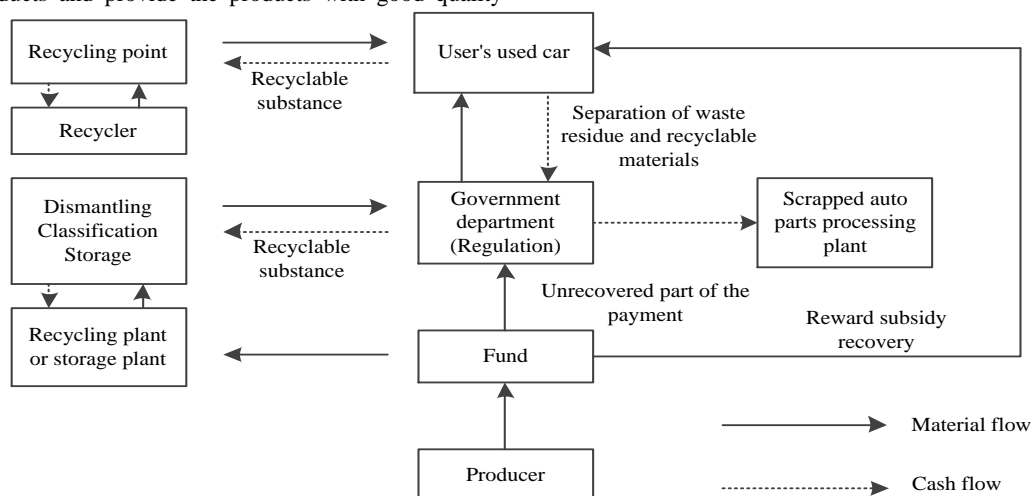 ducts and provide the products with good quality
Recycling point
Recycler
Recyclable
substance
User's used car
Separation of waste
residue and recyclable
materials
Dismantling
Classification
Storage
Recyclable
substance
Government
department
(Regulation)
Scrapped auto
parts processing
plant
Unrecovered part of the
payment
Recycling plant
or storage plant
Fund
Reward subsidy
recovery
Producer
Material flow
Cash flow